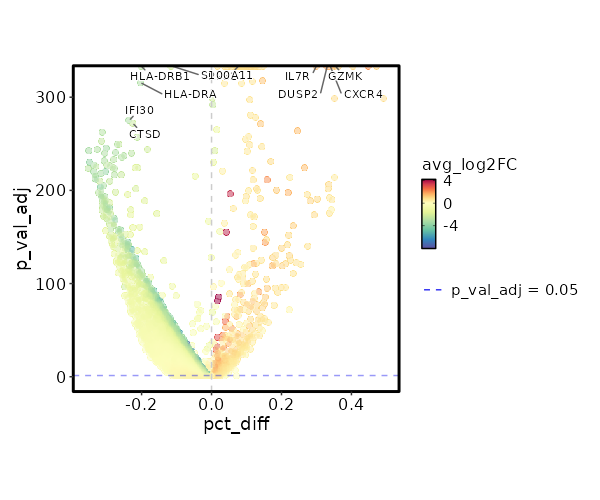 HLA-DRB1
S100A11
IL7R
GZMK
HLA-DRA
DUSP2
CXCR4
IFI30
CTSD
300
200
100
0
p_val_adj
-0.2
0.0
0.2
0.4
pct_diff
avg_log2FC
4
0
-4
p_val_adj = 0.05